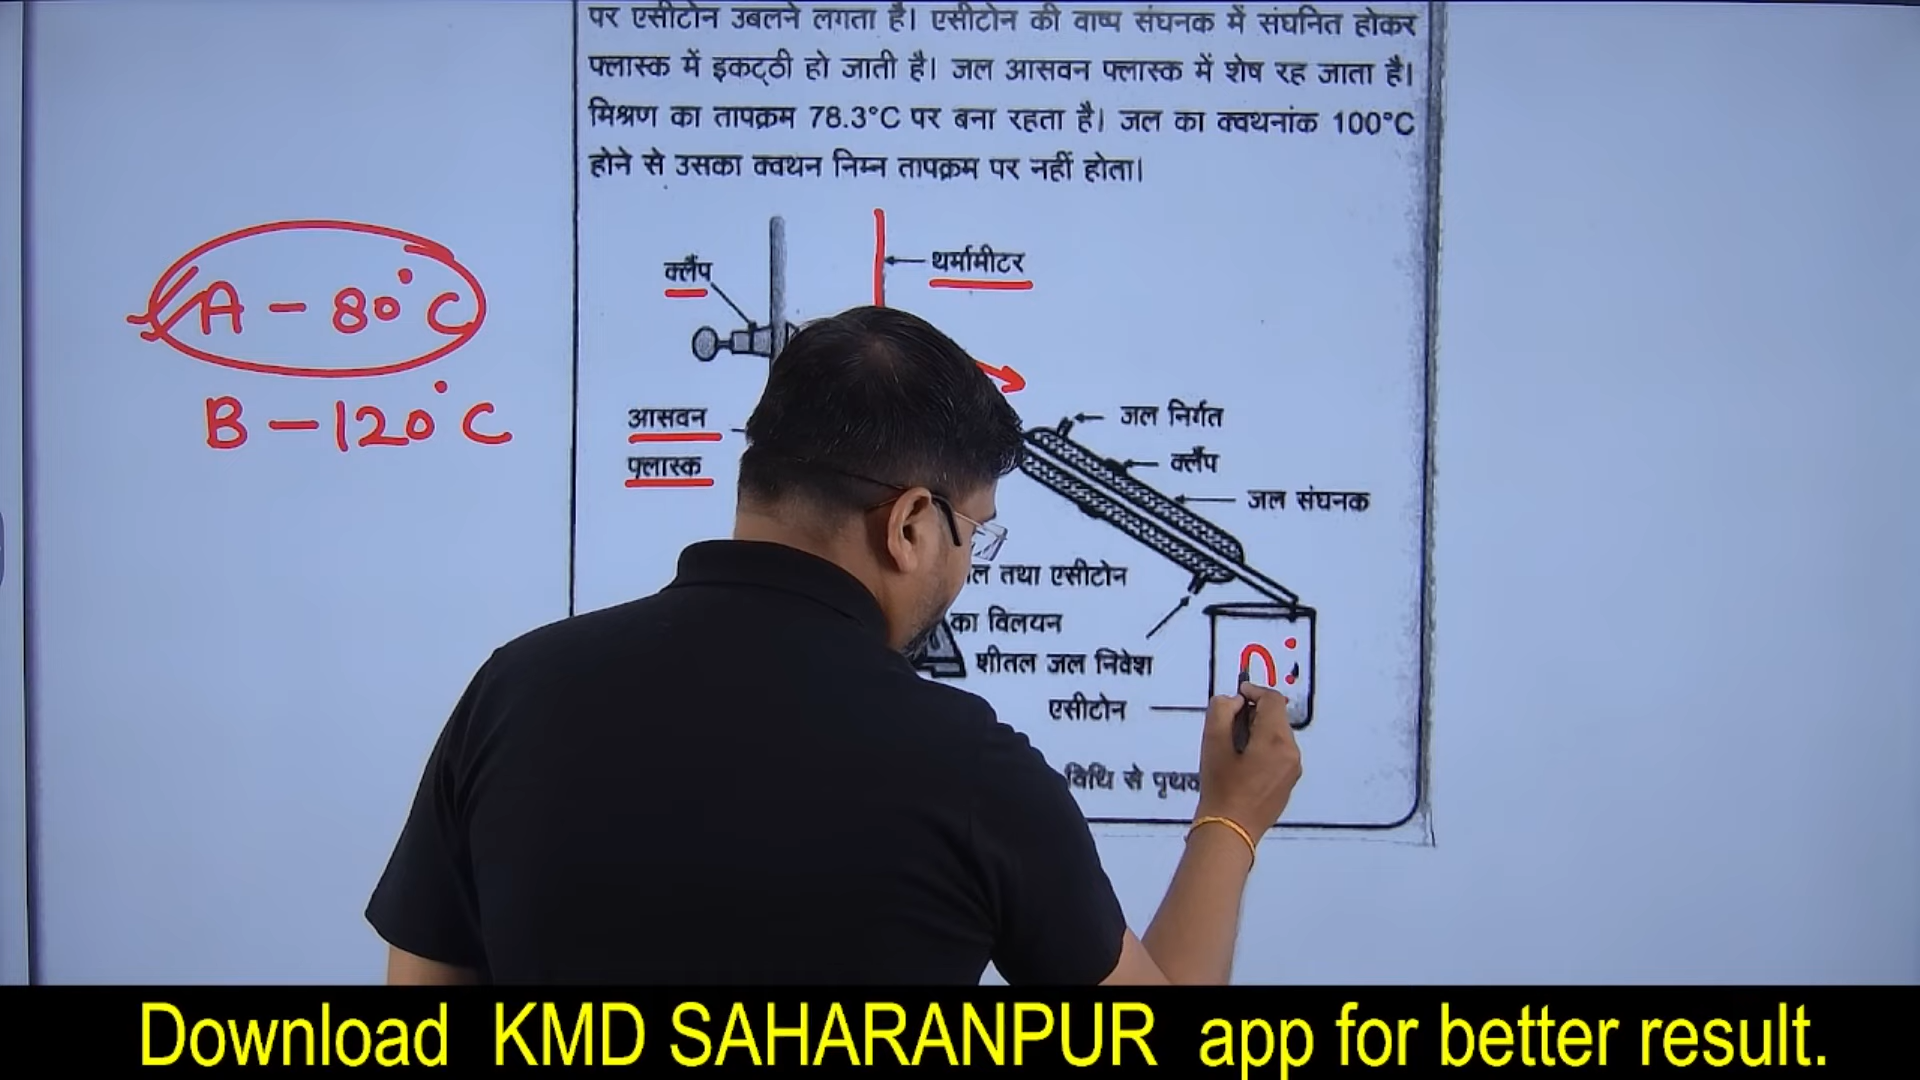 पर एसीटोन उबलने लगता है। एसीटोन की वाष्प संघनक में संघनित होकर
फ्लास्क में इकट्ठी हो जाती है। जल आसवन फ्लास्क में शेष रह जाता है।
मिश्रण का तापक्रम 78.3°C पर बना रहता है। जल का क्वथनांक 100°C
होने से उसका क्वथन निम्न तापक्रम पर नहीं होता।
A - 80°C
B - 120°C
क्लैंप
थर्मामीटर
आसवन
फ्लास्क
जल निर्गत
क्लैंप
जल संघनक
तथा एसीटोन
का विलयन
शीतल जल निवेश
एसीटोन
विधि से
Download KMD SAHARANPUR app for better result.